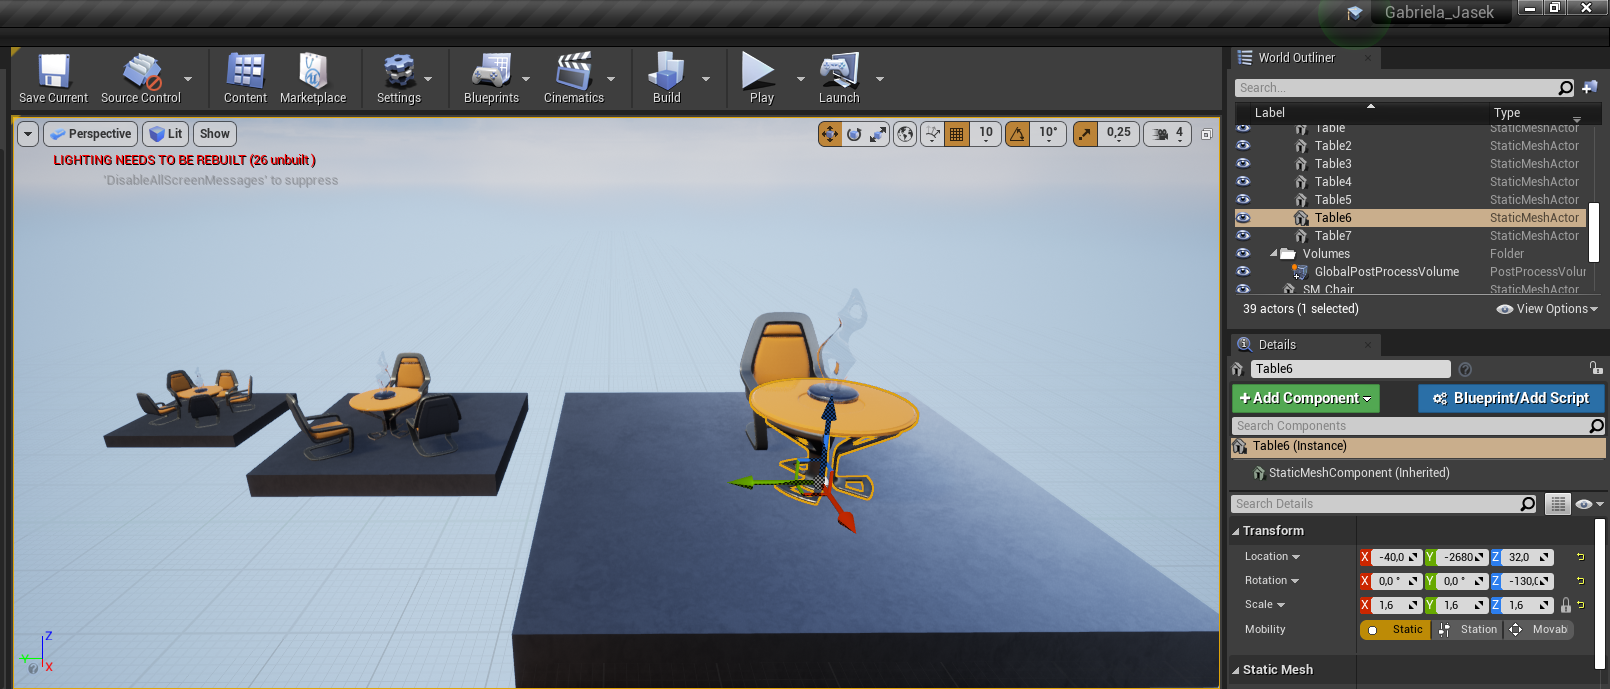 Gabriela_Jasek
Save Current
Source Control
Content
Marketplace
Settings
Blueprints
Cinematics
Build
Play
Launch
World Outliner
Search...
Label Type
Table StaticMeshActor
Table2 StaticMeshActor
Table3 StaticMeshActor
Table4 StaticMeshActor
Table5 StaticMeshActor
Table6 StaticMeshActor
Table7 StaticMeshActor
Volumes Folder
GlobalPostProcessVolume PostProcessVolur
SM_Chair StaticMeshActor
39 actors (1 selected) View Options
Perspective Lit Show 10 10° 0,25 4
LIGHTING NEEDS TO BE REBUILT (26 unbuilt )
'DisableAllScreenMessages' to suppress
Z
Y
X
Details
Table6
+Add Component Blueprint/Add Script
Search Components
Table6 (Instance)
StaticMeshComponent (Inherited)
Search Details
Transform
Location X -40,0 Y -2680 Z 32,0
Rotation X 0,0 ° Y 0,0 ° Z -130,(
Scale X 1,6 Y 1,6 Z 1,6
Mobility Static Station Movab
Static Mesh